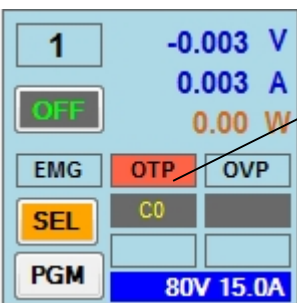 1 -0.003 V
0.003 A
OFF 0.00 W
EMG OTP OVP
SEL C0
PGM 80V 15.0A